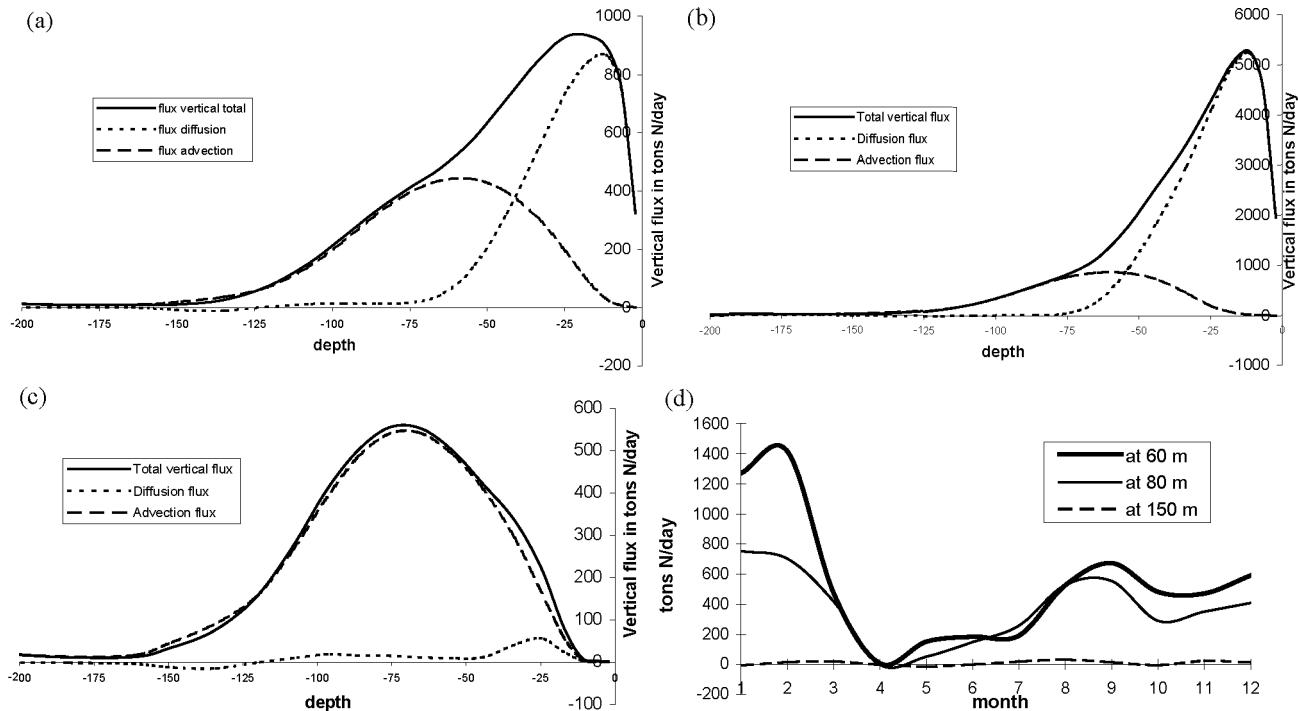 (a)
1000
800
600
400
200
0
-200
Vertical flux in tons N/day
flux vertical total
flux diffusion
flux advection
-200 -175 -150 -125 -100 -75 -50 -25 0
depth
(b)
6000
5000
4000
3000
2000
1000
0
-1000
Vertical flux in tons N/day
Total vertical flux
Diffusion flux
Advection flux
-200 -175 -150 -125 -100 -75 -50 -25 0
depth
(c)
600
500
400
300
200
100
0
-100
Vertical flux in tons N/day
Total vertical flux
Diffusion flux
Advection flux
-200 -175 -150 -125 -100 -75 -50 -25 0
depth
(d)
1600
1400
1200
1000
800
600
400
200
0
-200
tons N/day
at 60 m
at 80 m
at 150 m
1 2 3 4 5 6 7 8 9 10 11 12
month